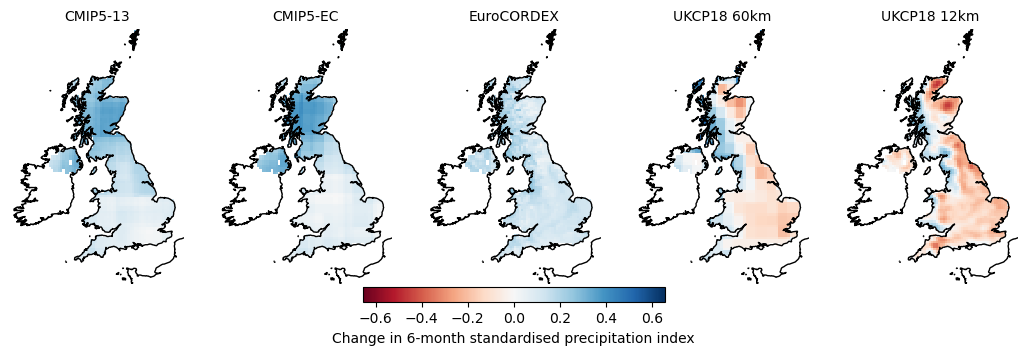 CMIP5-13 CMIP5-EC EuroCORDEX UKCP18 60km UKCP18 12km
−0.6 −0.4 −0.2 0.0 0.2 0.4 0.6
Change in 6-month standardised precipitation index